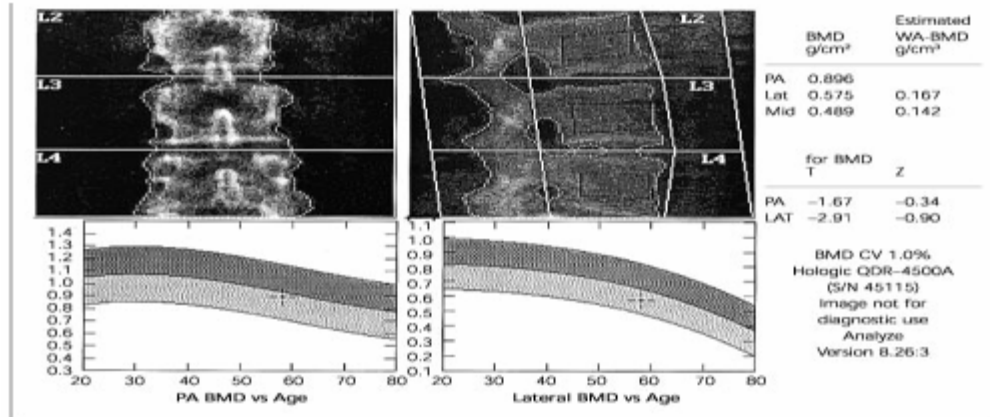 L2
L3
L4
L2
L3
L4
Estimated
BMD WA-BMD
g/cm² g/cm³
PA 0.896
Lat 0.575 0.167
Mid 0.489 0.142
for BMD
T Z
PA −1.67 −0.34
LAT −2.91 −0.90
BMD CV 1.0%
Hologic QDR-4500A
(S/N 45115)
Image not for
diagnostic use
Analyze
Version 8.26:3
1.4
1.3
1.2
1.1
1.0
0.9
0.8
0.7
0.6
0.5
0.4
0.3
20 30 40 50 60 70 80
PA BMD vs Age
1.1
1.0
0.9
0.8
0.7
0.6
0.5
0.4
0.3
0.2
0.1
20 30 40 50 60 70 80
Lateral BMD vs Age